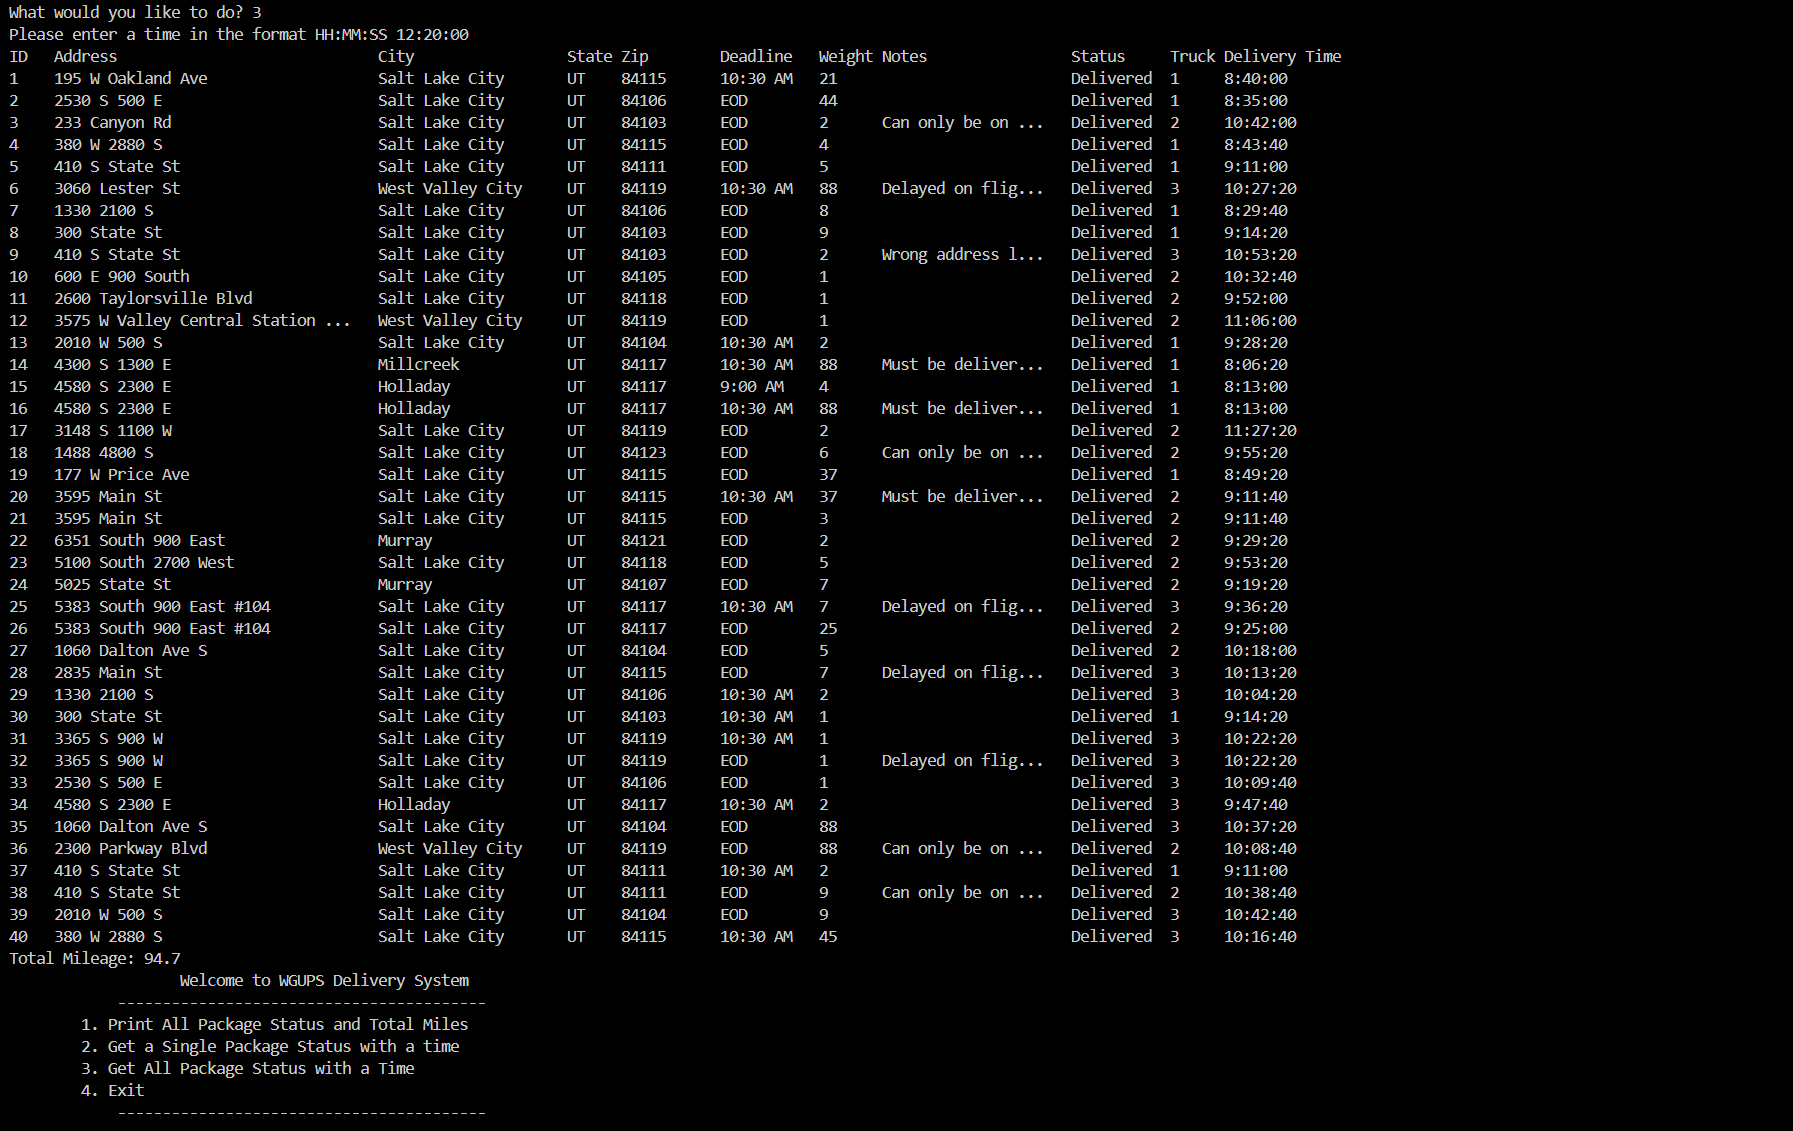 What would you like to do? 3
Please enter a time in the format HH:MM:SS 12:20:00
ID Address City State Zip Deadline Weight Notes Status Truck Delivery Time
1 195 W Oakland Ave Salt Lake City UT 84115 10:30 AM 21 Delivered 1 8:40:00
2 2530 S 500 E Salt Lake City UT 84106 EOD 44 Delivered 1 8:35:00
3 233 Canyon Rd Salt Lake City UT 84103 EOD 2 Can only be on ... Delivered 2 10:42:00
4 380 W 2880 S Salt Lake City UT 84115 EOD 4 Delivered 1 8:43:40
5 410 S State St Salt Lake City UT 84111 EOD 5 Delivered 1 9:11:00
6 3060 Lester St West Valley City UT 84119 10:30 AM 88 Delayed on flig... Delivered 3 10:27:20
7 1330 2100 S Salt Lake City UT 84106 EOD 8 Delivered 1 8:29:40
8 300 State St Salt Lake City UT 84103 EOD 9 Delivered 1 9:14:20
9 410 S State St Salt Lake City UT 84103 EOD 2 Wrong address l... Delivered 3 10:53:20
10 600 E 900 South Salt Lake City UT 84105 EOD 1 Delivered 2 10:32:40
11 2600 Taylorsville Blvd Salt Lake City UT 84118 EOD 1 Delivered 2 9:52:00
12 3575 W Valley Central Station ... West Valley City UT 84119 EOD 1 Delivered 2 11:06:00
13 2010 W 500 S Salt Lake City UT 84104 10:30 AM 2 Delivered 1 9:28:20
14 4300 S 1300 E Millcreek UT 84117 10:30 AM 88 Must be deliver... Delivered 1 8:06:20
15 4580 S 2300 E Holladay UT 84117 9:00 AM 4 Delivered 1 8:13:00
16 4580 S 2300 E Holladay UT 84117 10:30 AM 88 Must be deliver... Delivered 1 8:13:00
17 3148 S 1100 W Salt Lake City UT 84119 EOD 2 Delivered 2 11:27:20
18 1488 4800 S Salt Lake City UT 84123 EOD 6 Can only be on ... Delivered 2 9:55:20
19 177 W Price Ave Salt Lake City UT 84115 EOD 37 Delivered 1 8:49:20
20 3595 Main St Salt Lake City UT 84115 10:30 AM 37 Must be deliver... Delivered 2 9:11:40
21 3595 Main St Salt Lake City UT 84115 EOD 3 Delivered 2 9:11:40
22 6351 South 900 East Murray UT 84121 EOD 2 Delivered 2 9:29:20
23 5100 South 2700 West Salt Lake City UT 84118 EOD 5 Delivered 2 9:53:20
24 5025 State St Murray UT 84107 EOD 7 Delivered 2 9:19:20
25 5383 South 900 East #104 Salt Lake City UT 84117 10:30 AM 7 Delayed on flig... Delivered 3 9:36:20
26 5383 South 900 East #104 Salt Lake City UT 84117 EOD 25 Delivered 2 9:25:00
27 1060 Dalton Ave S Salt Lake City UT 84104 EOD 5 Delivered 2 10:18:00
28 2835 Main St Salt Lake City UT 84115 EOD 7 Delayed on flig... Delivered 3 10:13:20
29 1330 2100 S Salt Lake City UT 84106 10:30 AM 2 Delivered 3 10:04:20
30 300 State St Salt Lake City UT 84103 10:30 AM 1 Delivered 1 9:14:20
31 3365 S 900 W Salt Lake City UT 84119 10:30 AM 1 Delivered 3 10:22:20
32 3365 S 900 W Salt Lake City UT 84119 EOD 1 Delayed on flig... Delivered 3 10:22:20
33 2530 S 500 E Salt Lake City UT 84106 EOD 1 Delivered 3 10:09:40
34 4580 S 2300 E Holladay UT 84117 10:30 AM 2 Delivered 3 9:47:40
35 1060 Dalton Ave S Salt Lake City UT 84104 EOD 88 Delivered 3 10:37:20
36 2300 Parkway Blvd West Valley City UT 84119 EOD 88 Can only be on ... Delivered 2 10:08:40
37 410 S State St Salt Lake City UT 84111 10:30 AM 2 Delivered 1 9:11:00
38 410 S State St Salt Lake City UT 84111 EOD 9 Can only be on ... Delivered 2 10:38:40
39 2010 W 500 S Salt Lake City UT 84104 EOD 9 Delivered 3 10:42:40
40 380 W 2880 S Salt Lake City UT 84115 10:30 AM 45 Delivered 3 10:16:40
Total Mileage: 94.7
Welcome to WGUPS Delivery System
-----------------------------------------
1. Print All Package Status and Total Miles
2. Get a Single Package Status with a time
3. Get All Package Status with a Time
4. Exit
-----------------------------------------